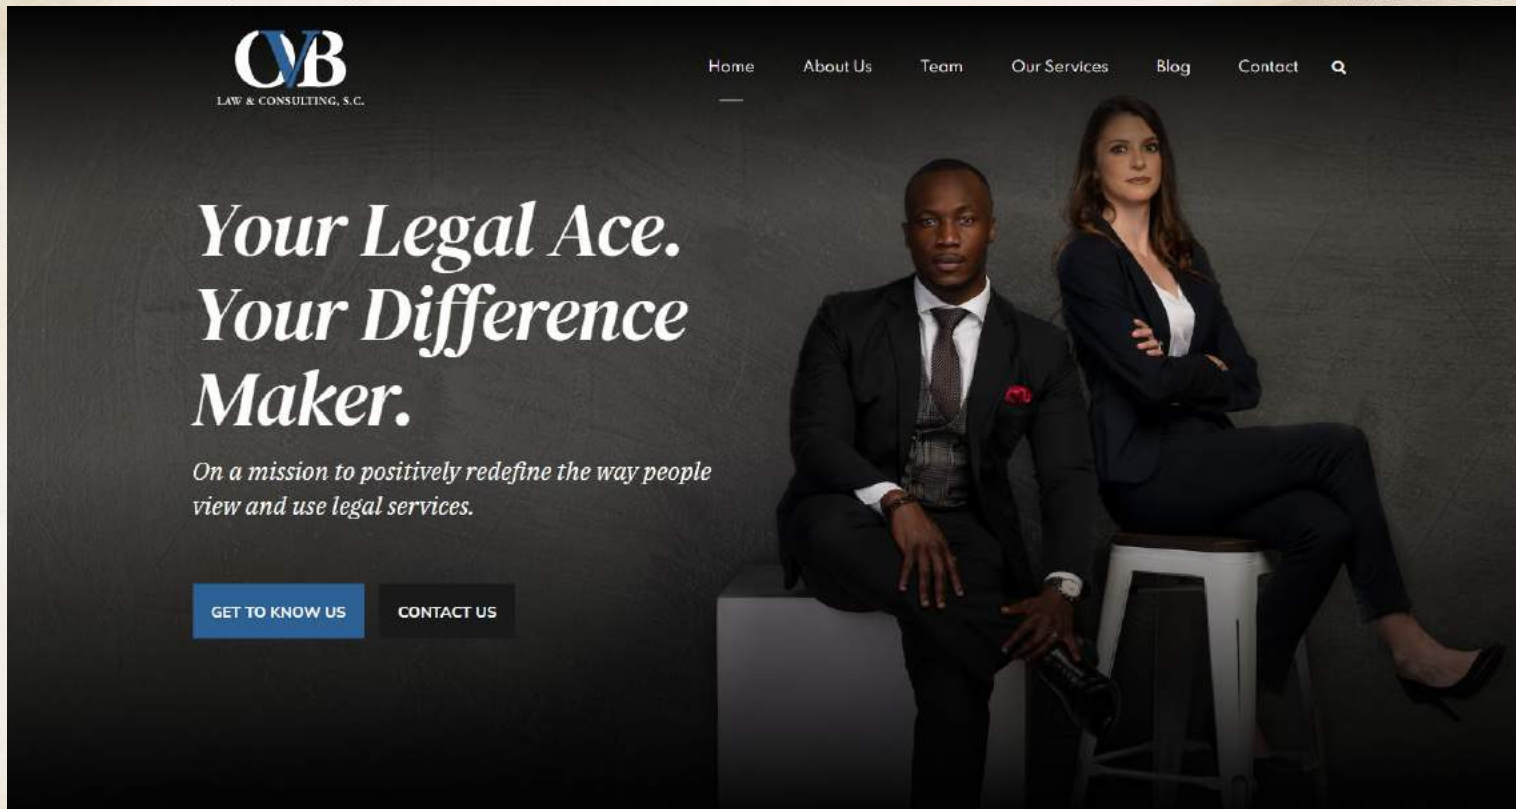 OVB
LAW & CONSULTING, S.C.
Home About Us Team Our Services Blog Contact
Your Legal Ace.
Your Difference
Maker.
On a mission to positively redefine the way people
view and use legal services.
GET TO KNOW US CONTACT US